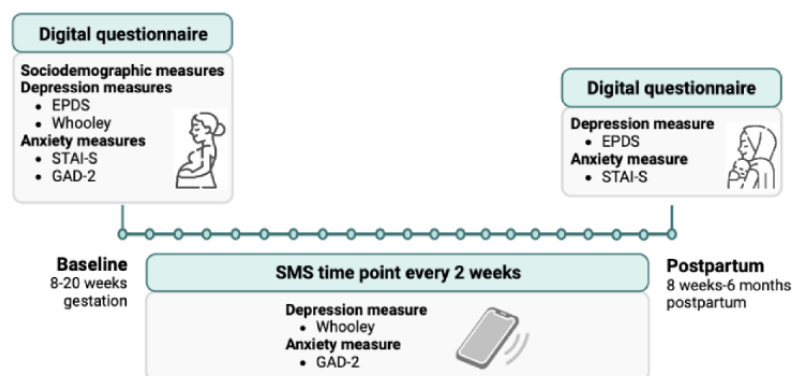 Digital questionnaire
Sociodemographic measures
Depression measures
• EPDS
• Whooley
Anxiety measures
• STAI-S
• GAD-2
Digital questionnaire
Depression measure
• EPDS
Anxiety measure
• STAI-S
Baseline
8-20 weeks
gestation
SMS time point every 2 weeks
Depression measure
• Whooley
Anxiety measure
• GAD-2
Postpartum
8 weeks-6 months
postpartum